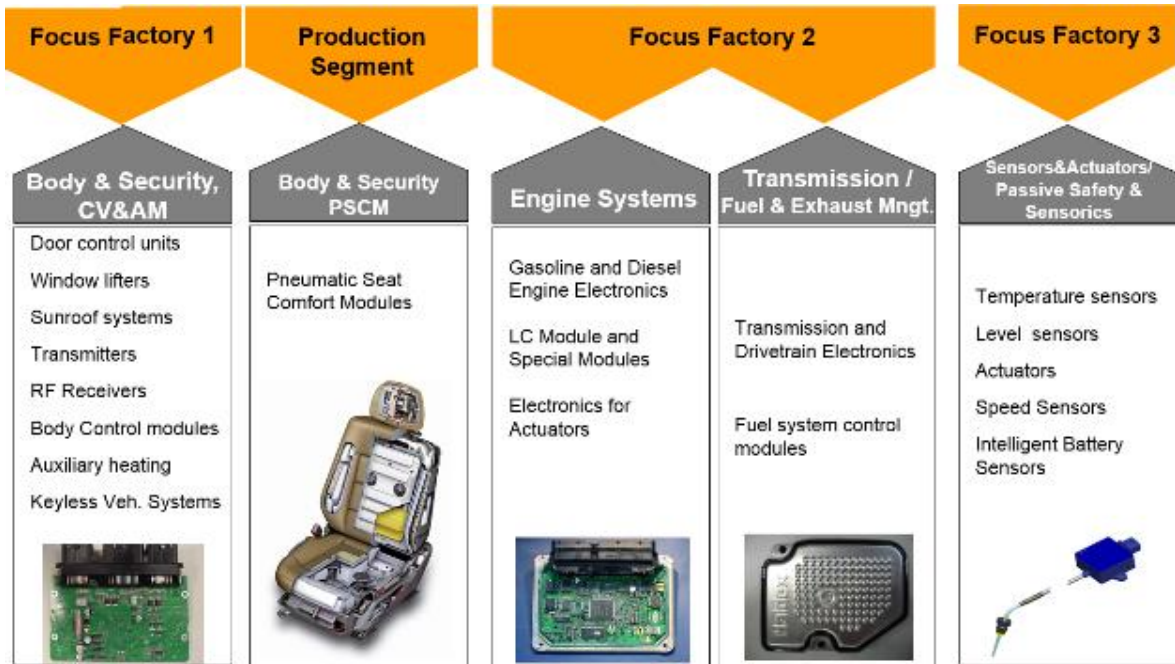 Focus Factory 1
Production
Segment
Focus Factory 2
Focus Factory 3
Body & Security,
CV&AM
Door control units
Window lifters
Sunroof systems
Transmitters
RF Receivers
Body Control modules
Auxiliary heating
Keyless Veh. Systems
Body & Security
PSCM
Pneumatic Seat
Comfort Modules
Engine Systems
Gasoline and Diesel
Engine Electronics
LC Module and
Special Modules
Electronics for
Actuators
Transmission /
Fuel & Exhaust Mngt.
Transmission and
Drivetrain Electronics
Fuel system control
modules
Sensors&Actuators/
Passive Safety &
Sensorics
Temperature sensors
Level sensors
Actuators
Speed Sensors
Intelligent Battery
Sensors